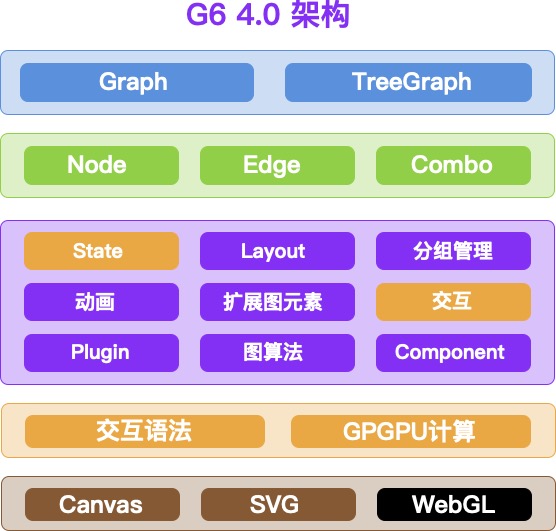 G6 4.0 架构
Graph TreeGraph
Node Edge Combo
State Layout 分组管理
动画 扩展图元素 交互
Plugin 图算法 Component
交互语法 GPGPU计算
Canvas SVG WebGL